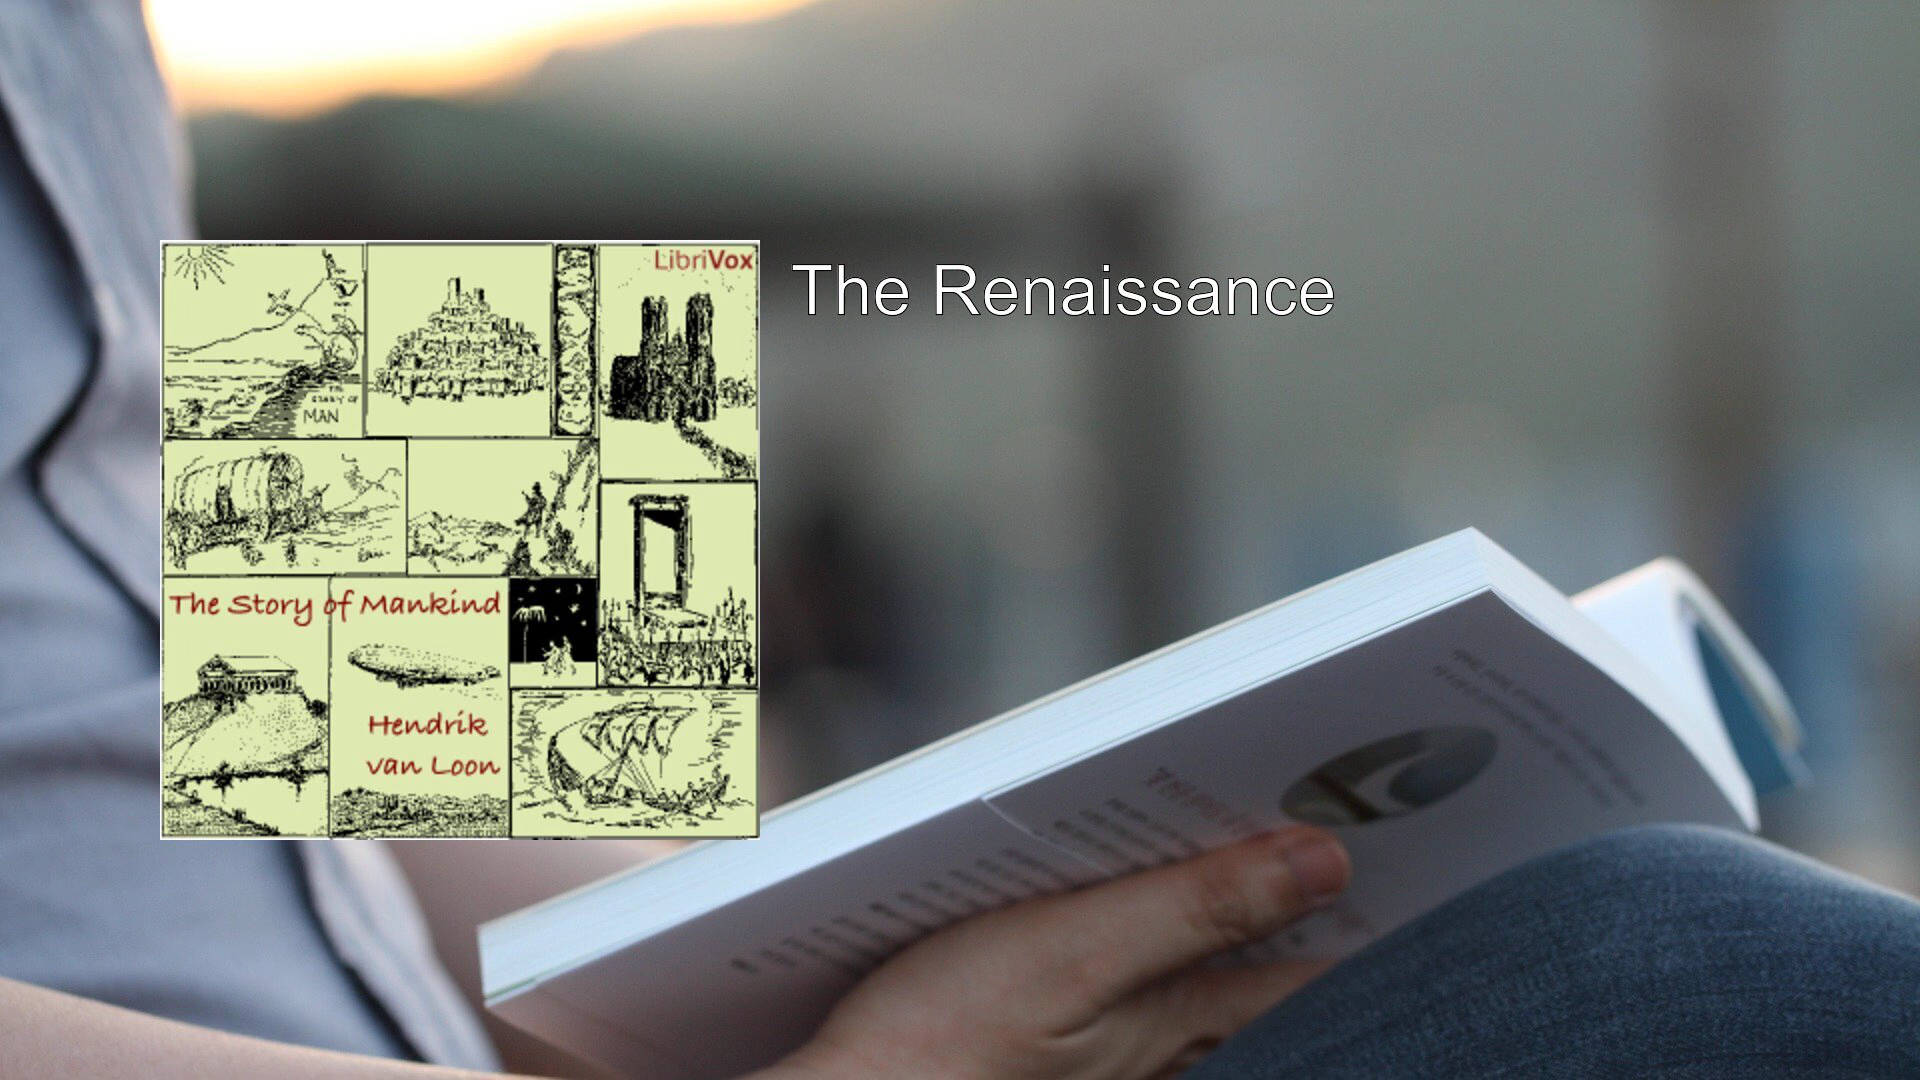 LibriVox
The Renaissance
STORY OF
MAN
The Story of Mankind
Hendrik
van Loon